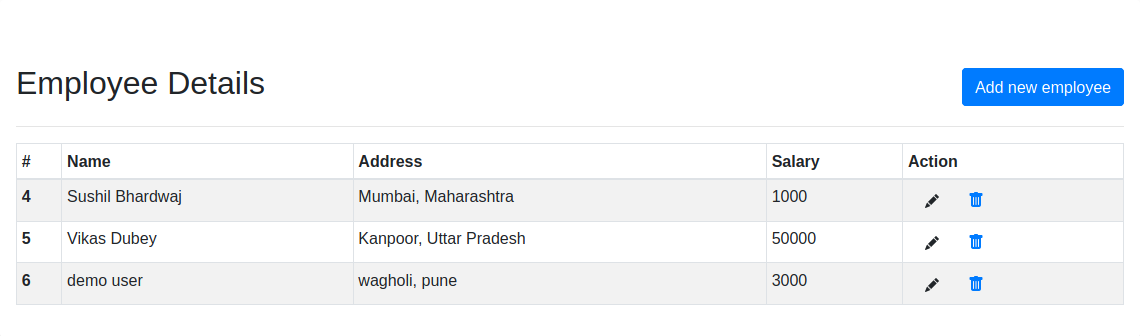 Employee Details
Add new employee
# Name Address Salary Action
4 Sushil Bhardwaj Mumbai, Maharashtra 1000
5 Vikas Dubey Kanpoor, Uttar Pradesh 50000
6 demo user wagholi, pune 3000